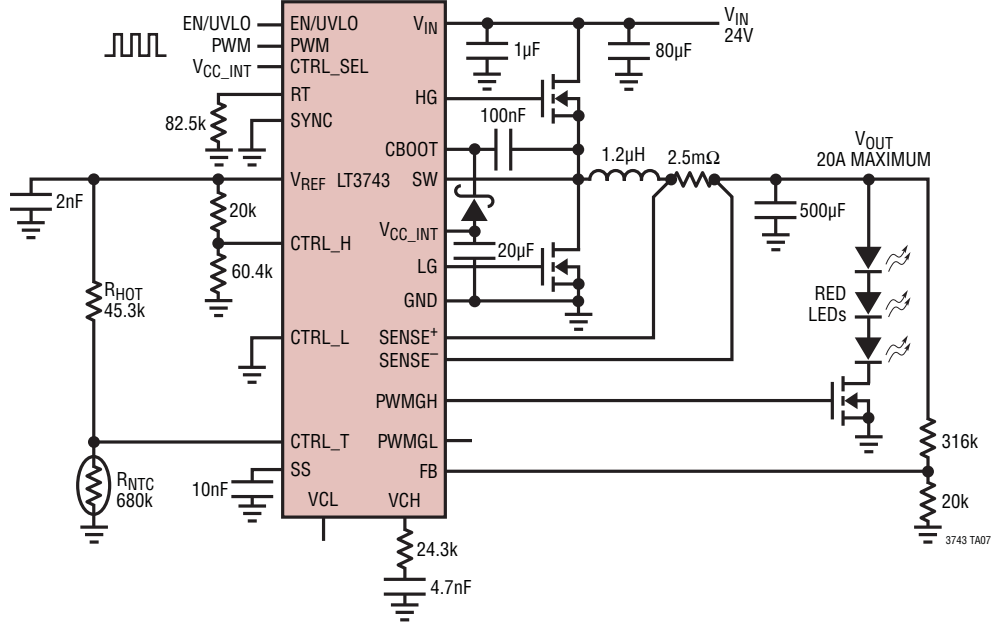 EN/UVLO
PWM
VCC_INT
EN/UVLO
PWM
CTRL_SEL
RT
SYNC
VREF
LT3743
CTRL_H
CTRL_L
CTRL_T
SS
VCL
VCH
VIN
HG
CBOOT
SW
VCC_INT
LG
GND
SENSE+
SENSE–
PWMGH
PWMGL
FB
82.5k
2nF
20k
60.4k
RHOT
45.3k
RNTC
680k
10nF
24.3k
4.7nF
1µF
80µF
VIN
24V
100nF
20µF
1.2µH
2.5mΩ
VOUT
20A MAXIMUM
500µF
RED
LEDs
316k
20k
3743 TA07